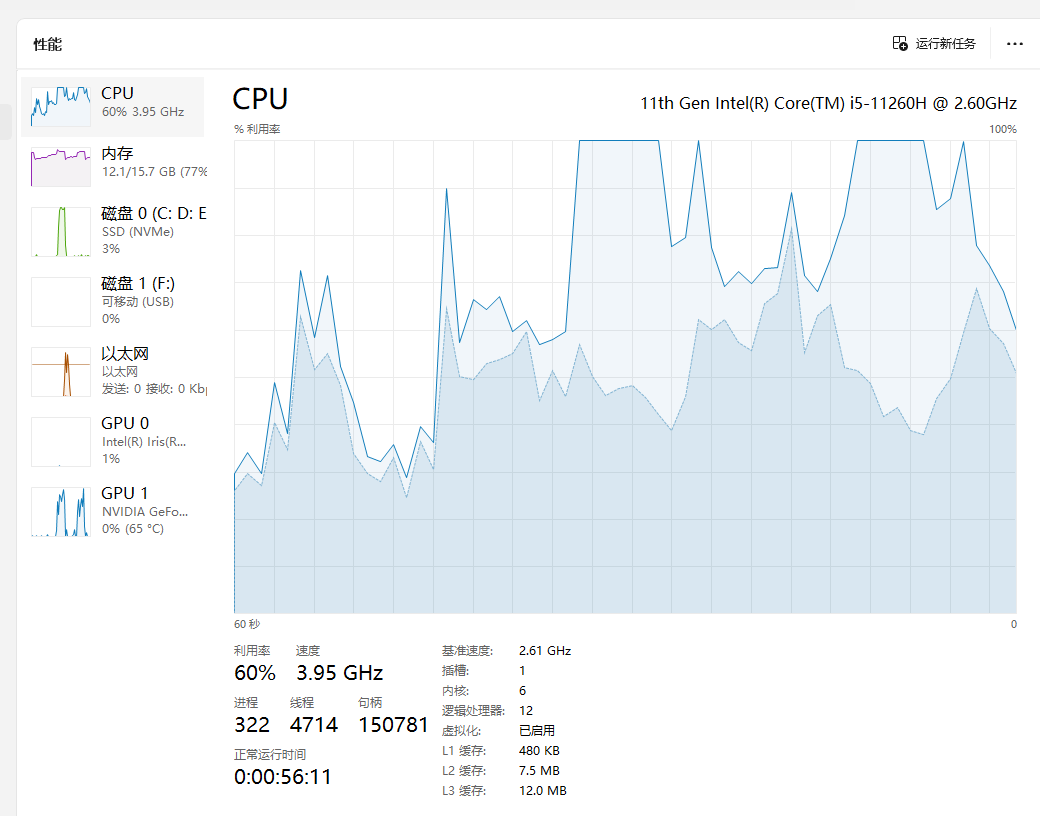 性能
运行新任务
CPU
60% 3.95 GHz
内存
12.1/15.7 GB (77%
磁盘 0 (C: D: E
SSD (NVMe)
3%
磁盘 1 (F:)
可移动 (USB)
0%
以太网
以太网
发送: 0 接收: 0 Kbp
GPU 0
Intel(R) Iris(R...
1%
GPU 1
NVIDIA GeFo...
0% (65 °C)
CPU
11th Gen Intel(R) Core(TM) i5-11260H @ 2.60GHz
% 利用率
100%
60 秒
0
利用率 速度
60% 3.95 GHz
进程 线程 句柄
322 4714 150781
正常运行时间
0:00:56:11
基准速度: 2.61 GHz
插槽: 1
内核: 6
逻辑处理器: 12
虚拟化: 已启用
L1 缓存: 480 KB
L2 缓存: 7.5 MB
L3 缓存: 12.0 MB